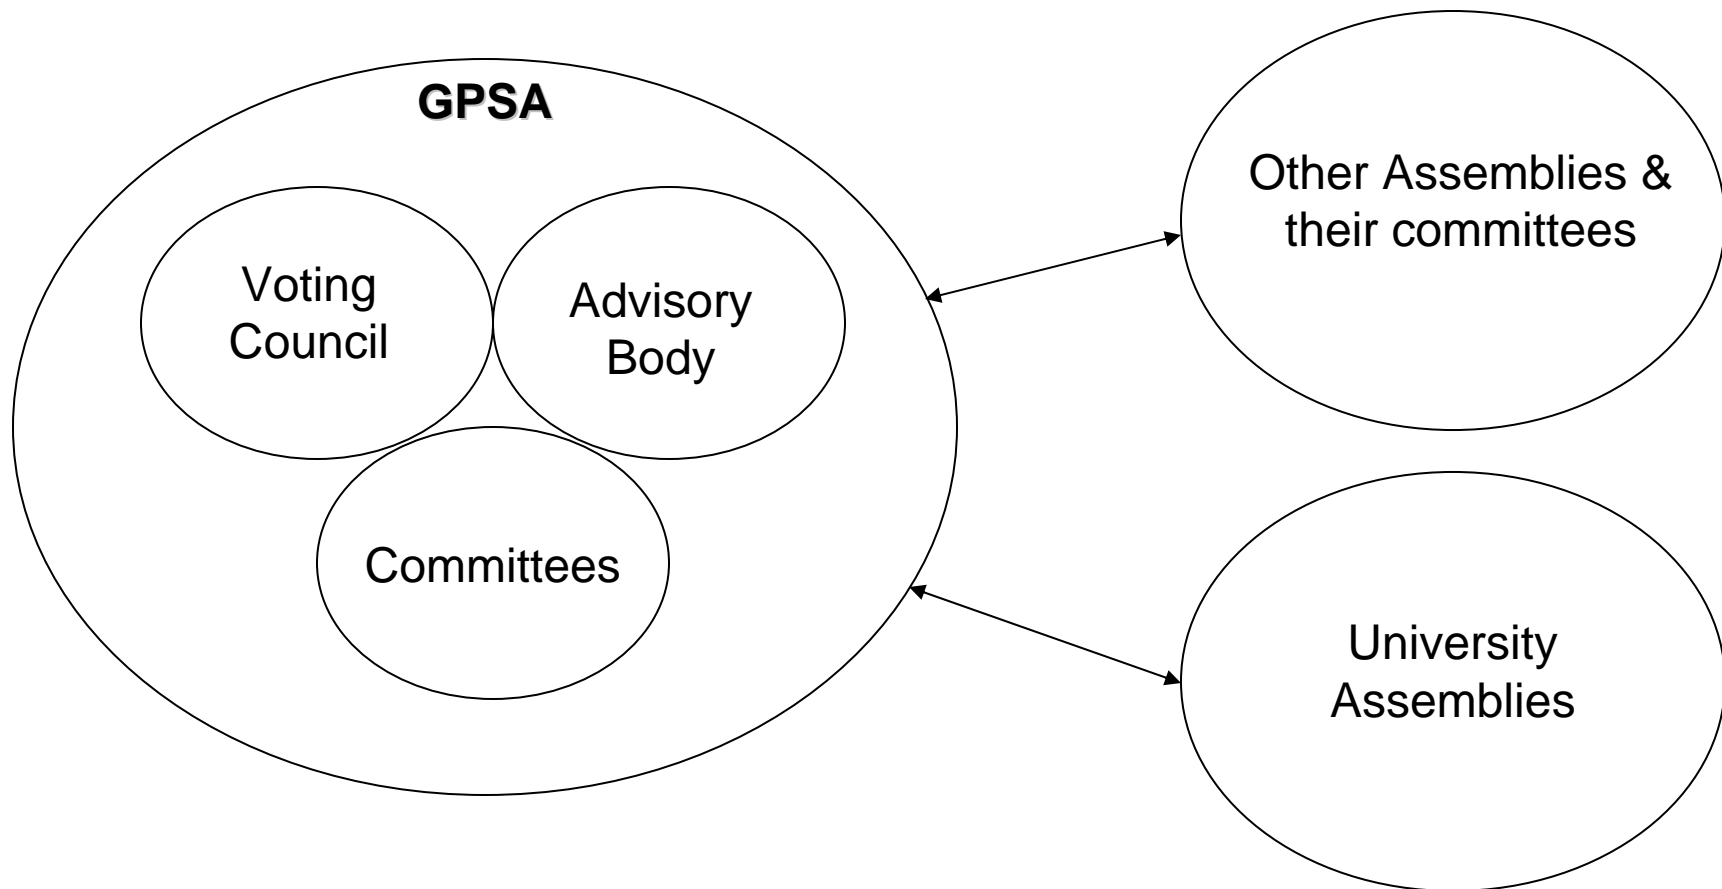 GPSA
Voting
Council
Advisory
Body
Committees
Other Assemblies &
their committees
University
Assemblies